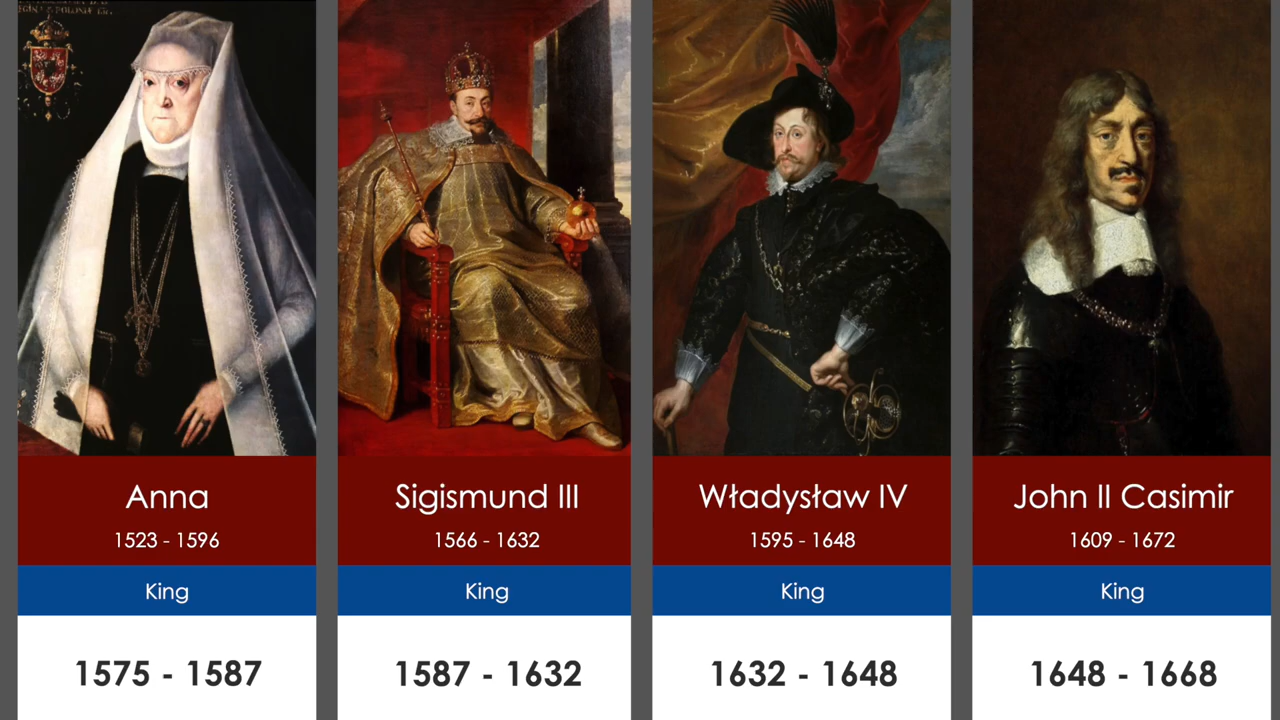 Anna
1523 - 1596
King
1575 - 1587
Sigismund III
1566 - 1632
King
1587 - 1632
Władysław IV
1595 - 1648
King
1632 - 1648
John II Casimir
1609 - 1672
King
1648 - 1668